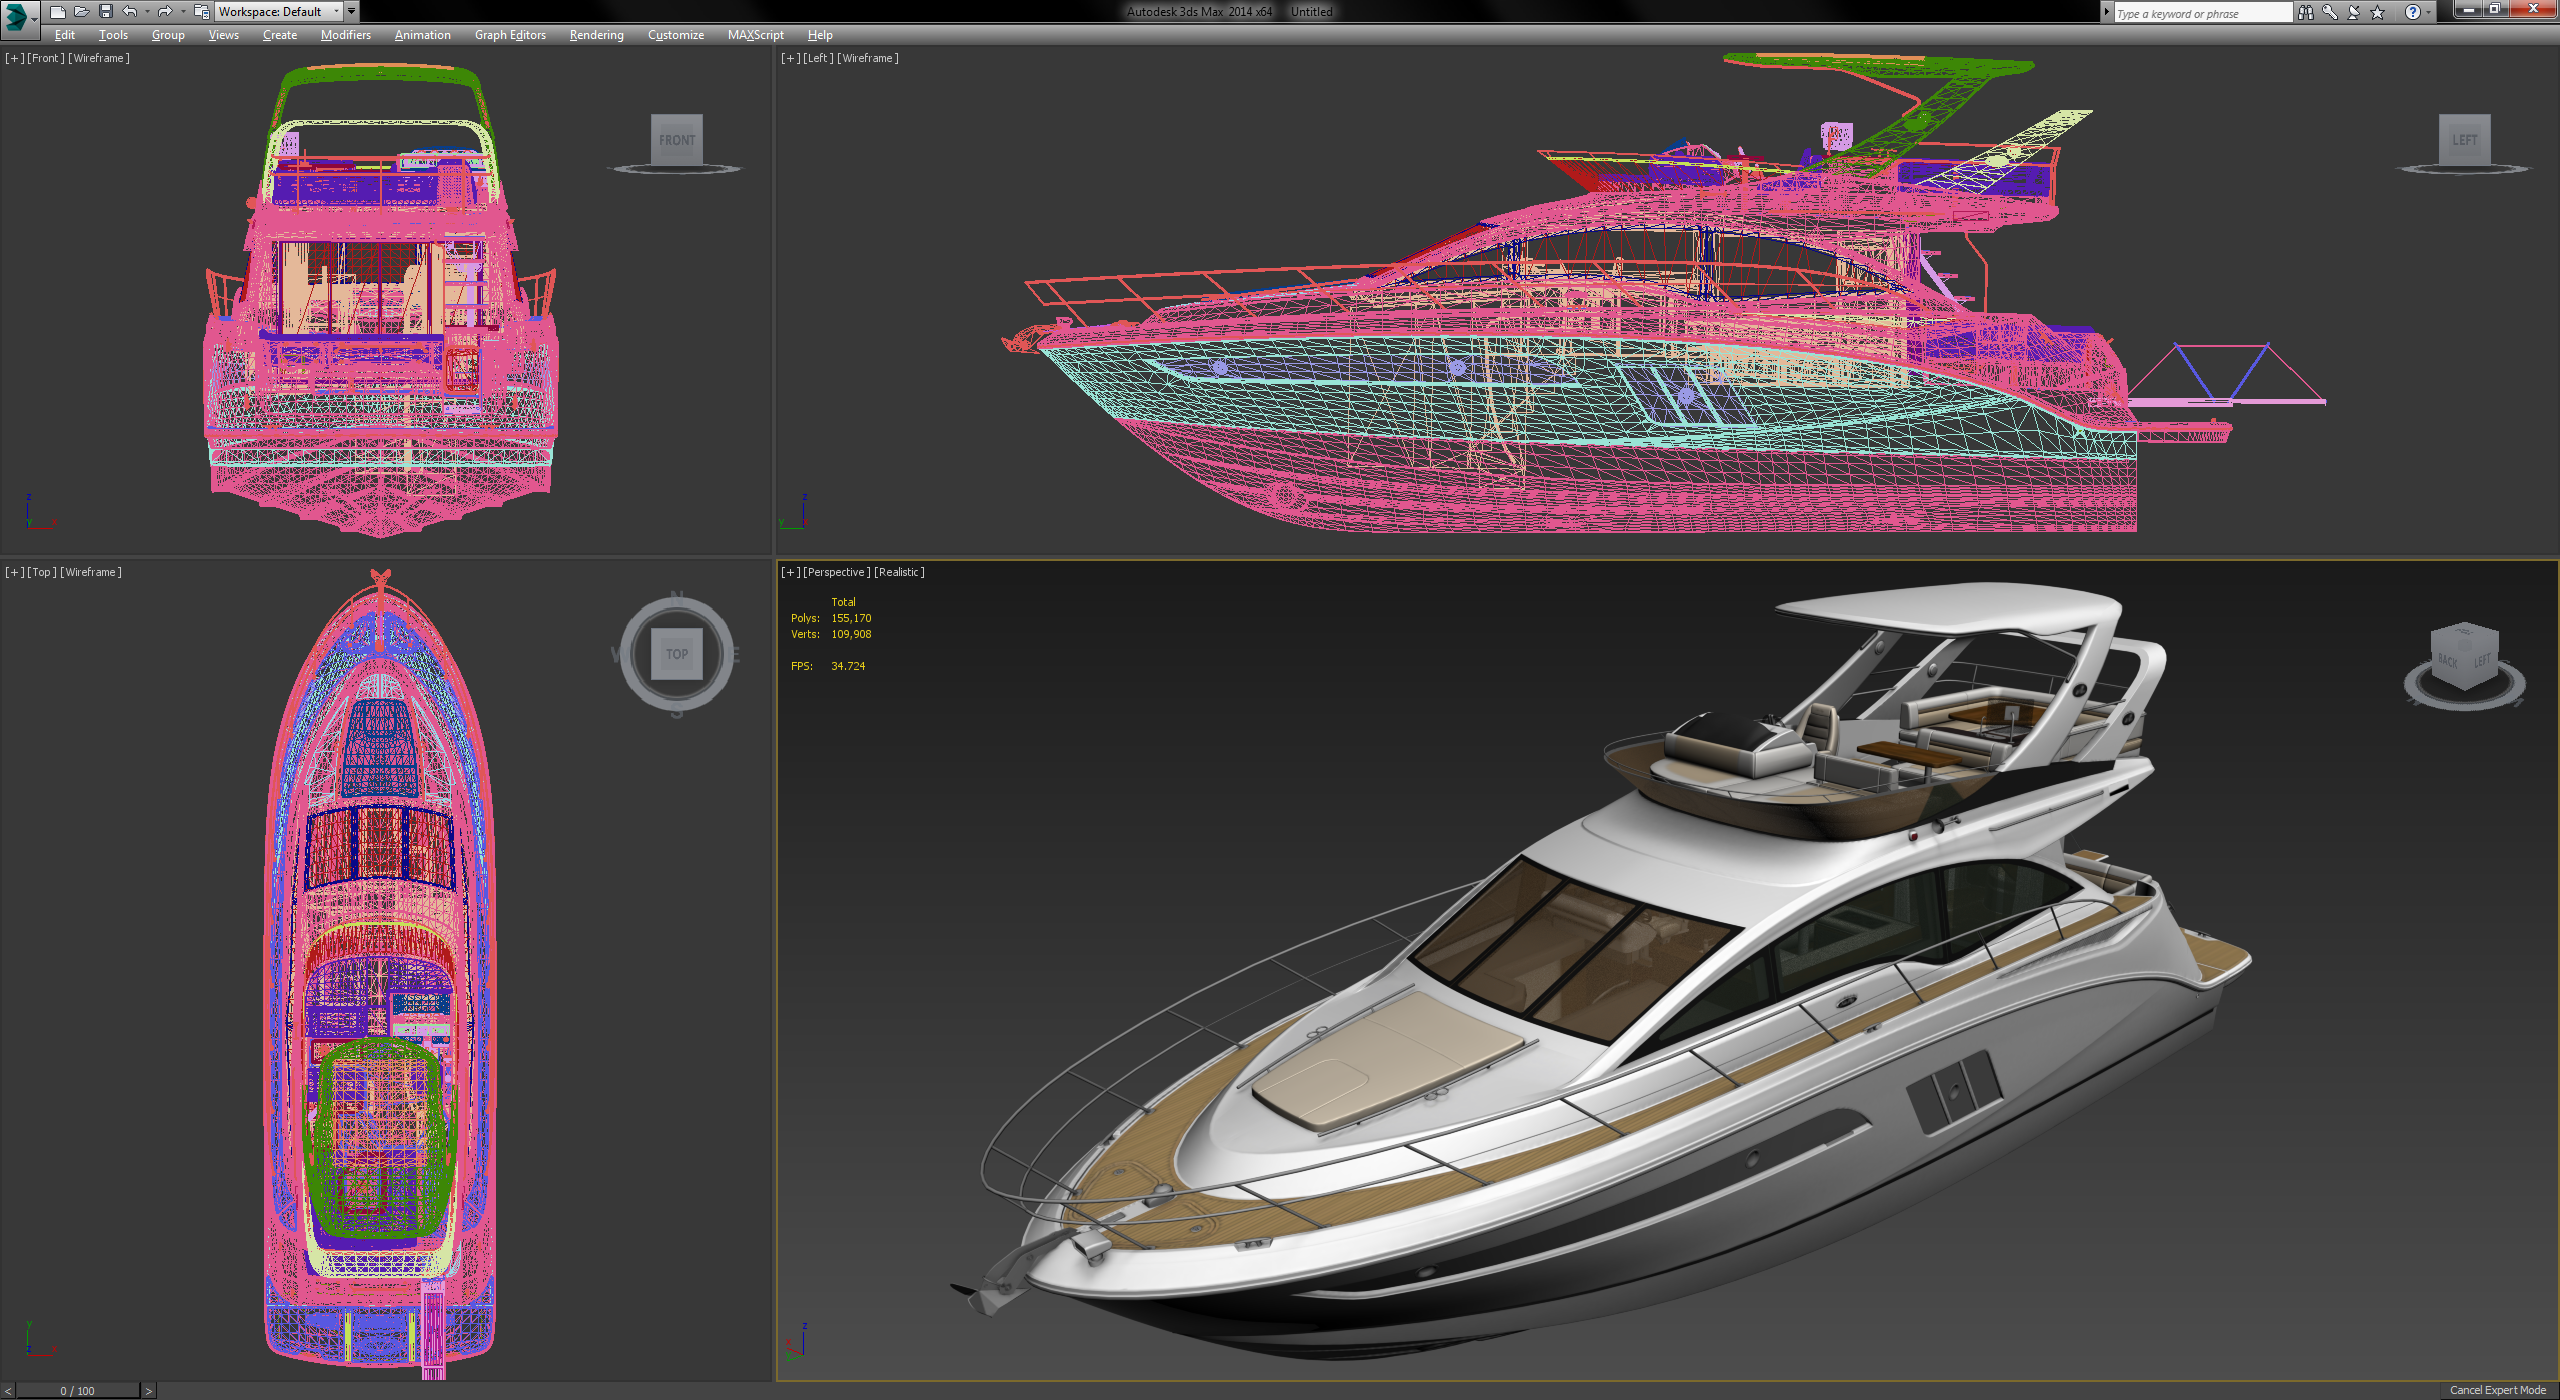 Workspace: Default
Autodesk 3ds Max 2014 x64 Untitled
Type a keyword or phrase
Edit Tools Group Views Create Modifiers Animation Graph Editors Rendering Customize MAXScript Help
[+] [Front ] [Wireframe ]
FRONT
z
y
[+] [Left ] [Wireframe ]
LEFT
z
y
[+] [Top ] [Wireframe ]
N
W
TOP
E
S
y
z
[+] [Perspective ] [Realistic ]
Total
Polys: 155,170
Verts: 109,908
FPS: 34.724
BACK LEFT
z
< 0 / 100 >
Cancel Expert Mode